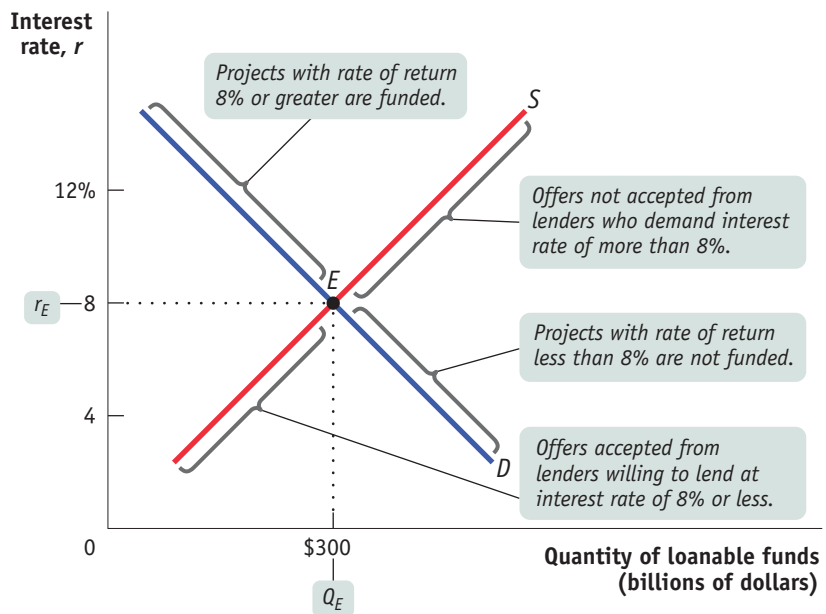 Interest
rate, r
Projects with rate of return
8% or greater are funded.
S
12%
Offers not accepted from
lenders who demand interest
rate of more than 8%.
E
rE
8
Projects with rate of return
less than 8% are not funded.
4
D
Offers accepted from
lenders willing to lend at
interest rate of 8% or less.
0
$300
Quantity of loanable funds
(billions of dollars)
QE